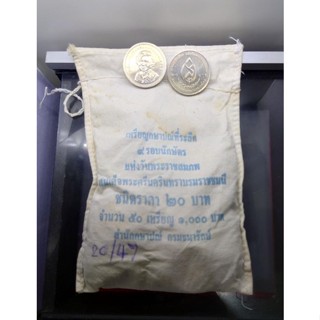 เหรียญกษาปณ์ที่ระลึก
๘ รอบนักษัตร
แห่งวันพระราชสมภพ
สมเด็จพระศรีนครินทราบรมราชชนนี
ชนิดราคา ๒๐ บาท
จำนวน ๕๐ เหรียญ ๑,๐๐๐ บาท
สำนักกษาปณ์ กรมธนารักษ์
20/47